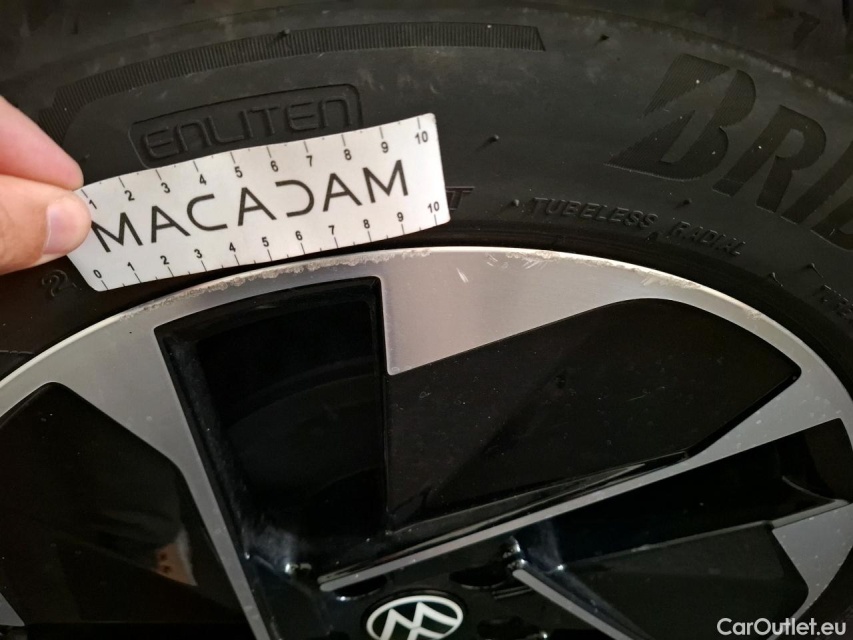 ENLITEN
BRID
1 2 3 4 5 6 7 8 9 10
MACADAM
0 1 2 3 4 5 6 7 8 9 10
T
TUBELESS RADIAL
CarOutlet.eu